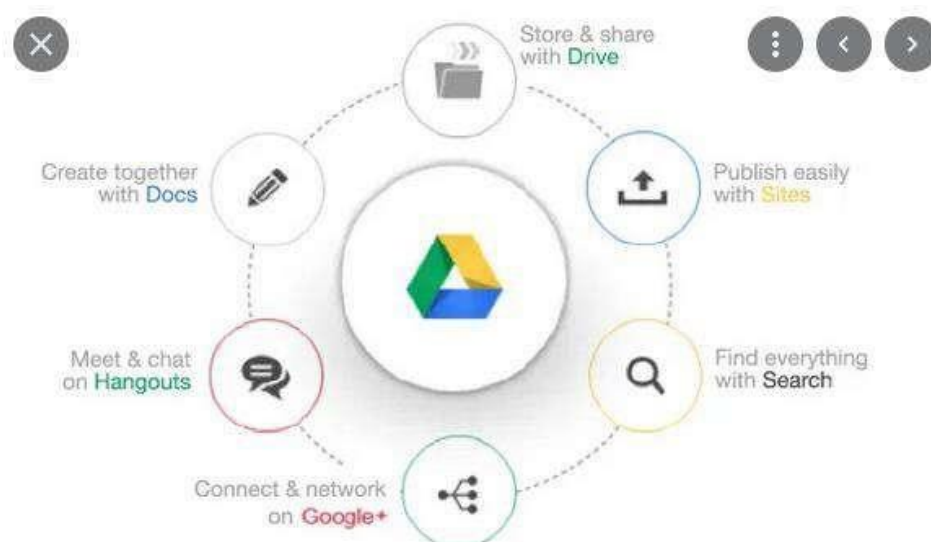 Store & share
with Drive
Create together
with Docs
Publish easily
with Sites
Meet & chat
on Hangouts
Find everything
with Search
Connect & network
on Google+